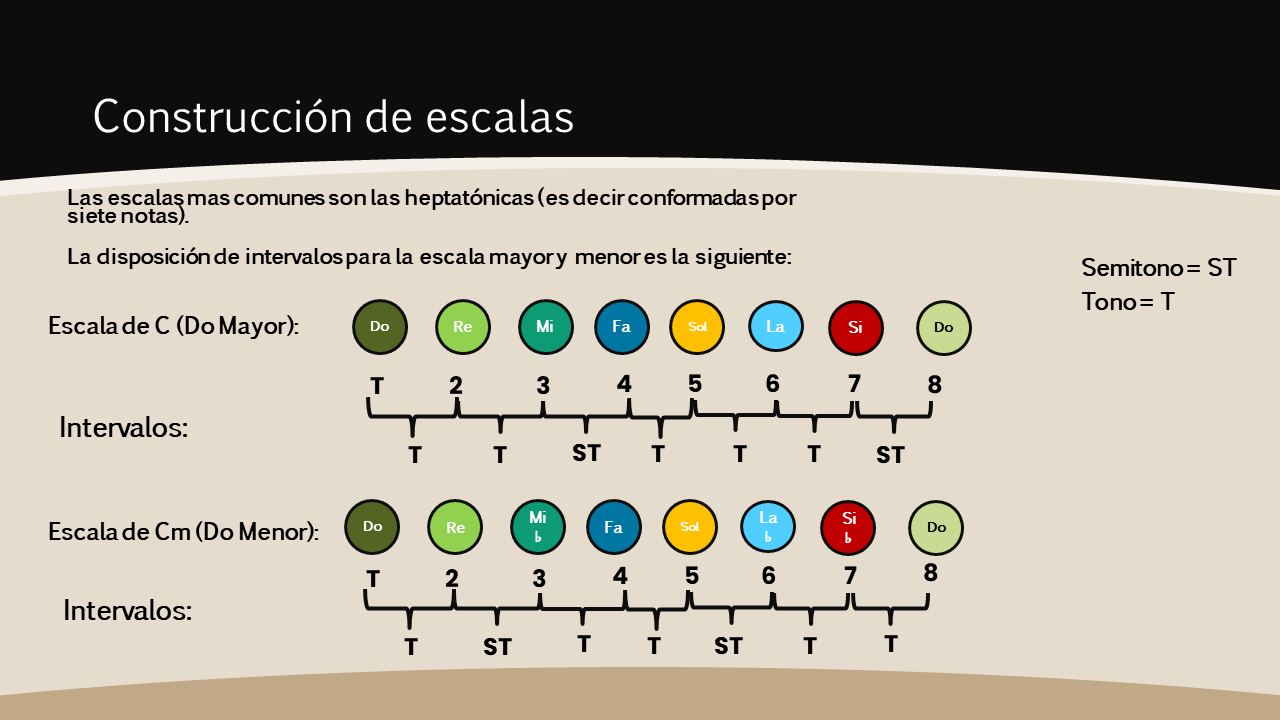 Construcción de escalas
Las escalas mas comunes son las heptatónicas (es decir conformadas por
siete notas).
La disposición de intervalos para la escala mayor y menor es la siguiente:
Semitono = ST
Tono = T
Escala de C (Do Mayor):
Do Re Mi Fa Sol La Si Do
T 2 3 4 5 6 7 8
Intervalos:
T T ST T T T ST
Escala de Cm (Do Menor):
Do Re Mi ♭ Fa Sol La ♭ Si ♭ Do
T 2 3 4 5 6 7 8
Intervalos:
T ST T T ST T T